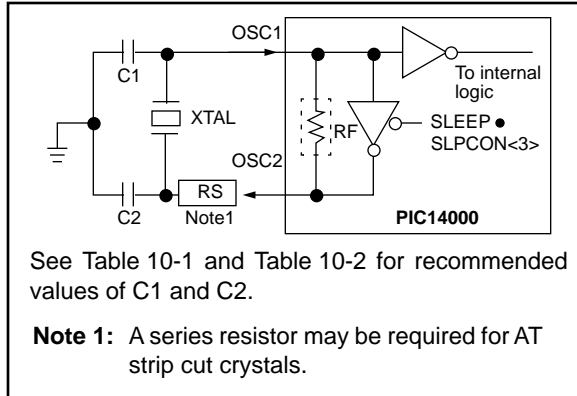 OSC1
C1
To internal
logic
XTAL
RF
SLEEP •
SLPCON<3>
OSC2
RS
C2
Note1
PIC14000
See Table 10-1 and Table 10-2 for recommended
values of C1 and C2.
Note 1: A series resistor may be required for AT
strip cut crystals.